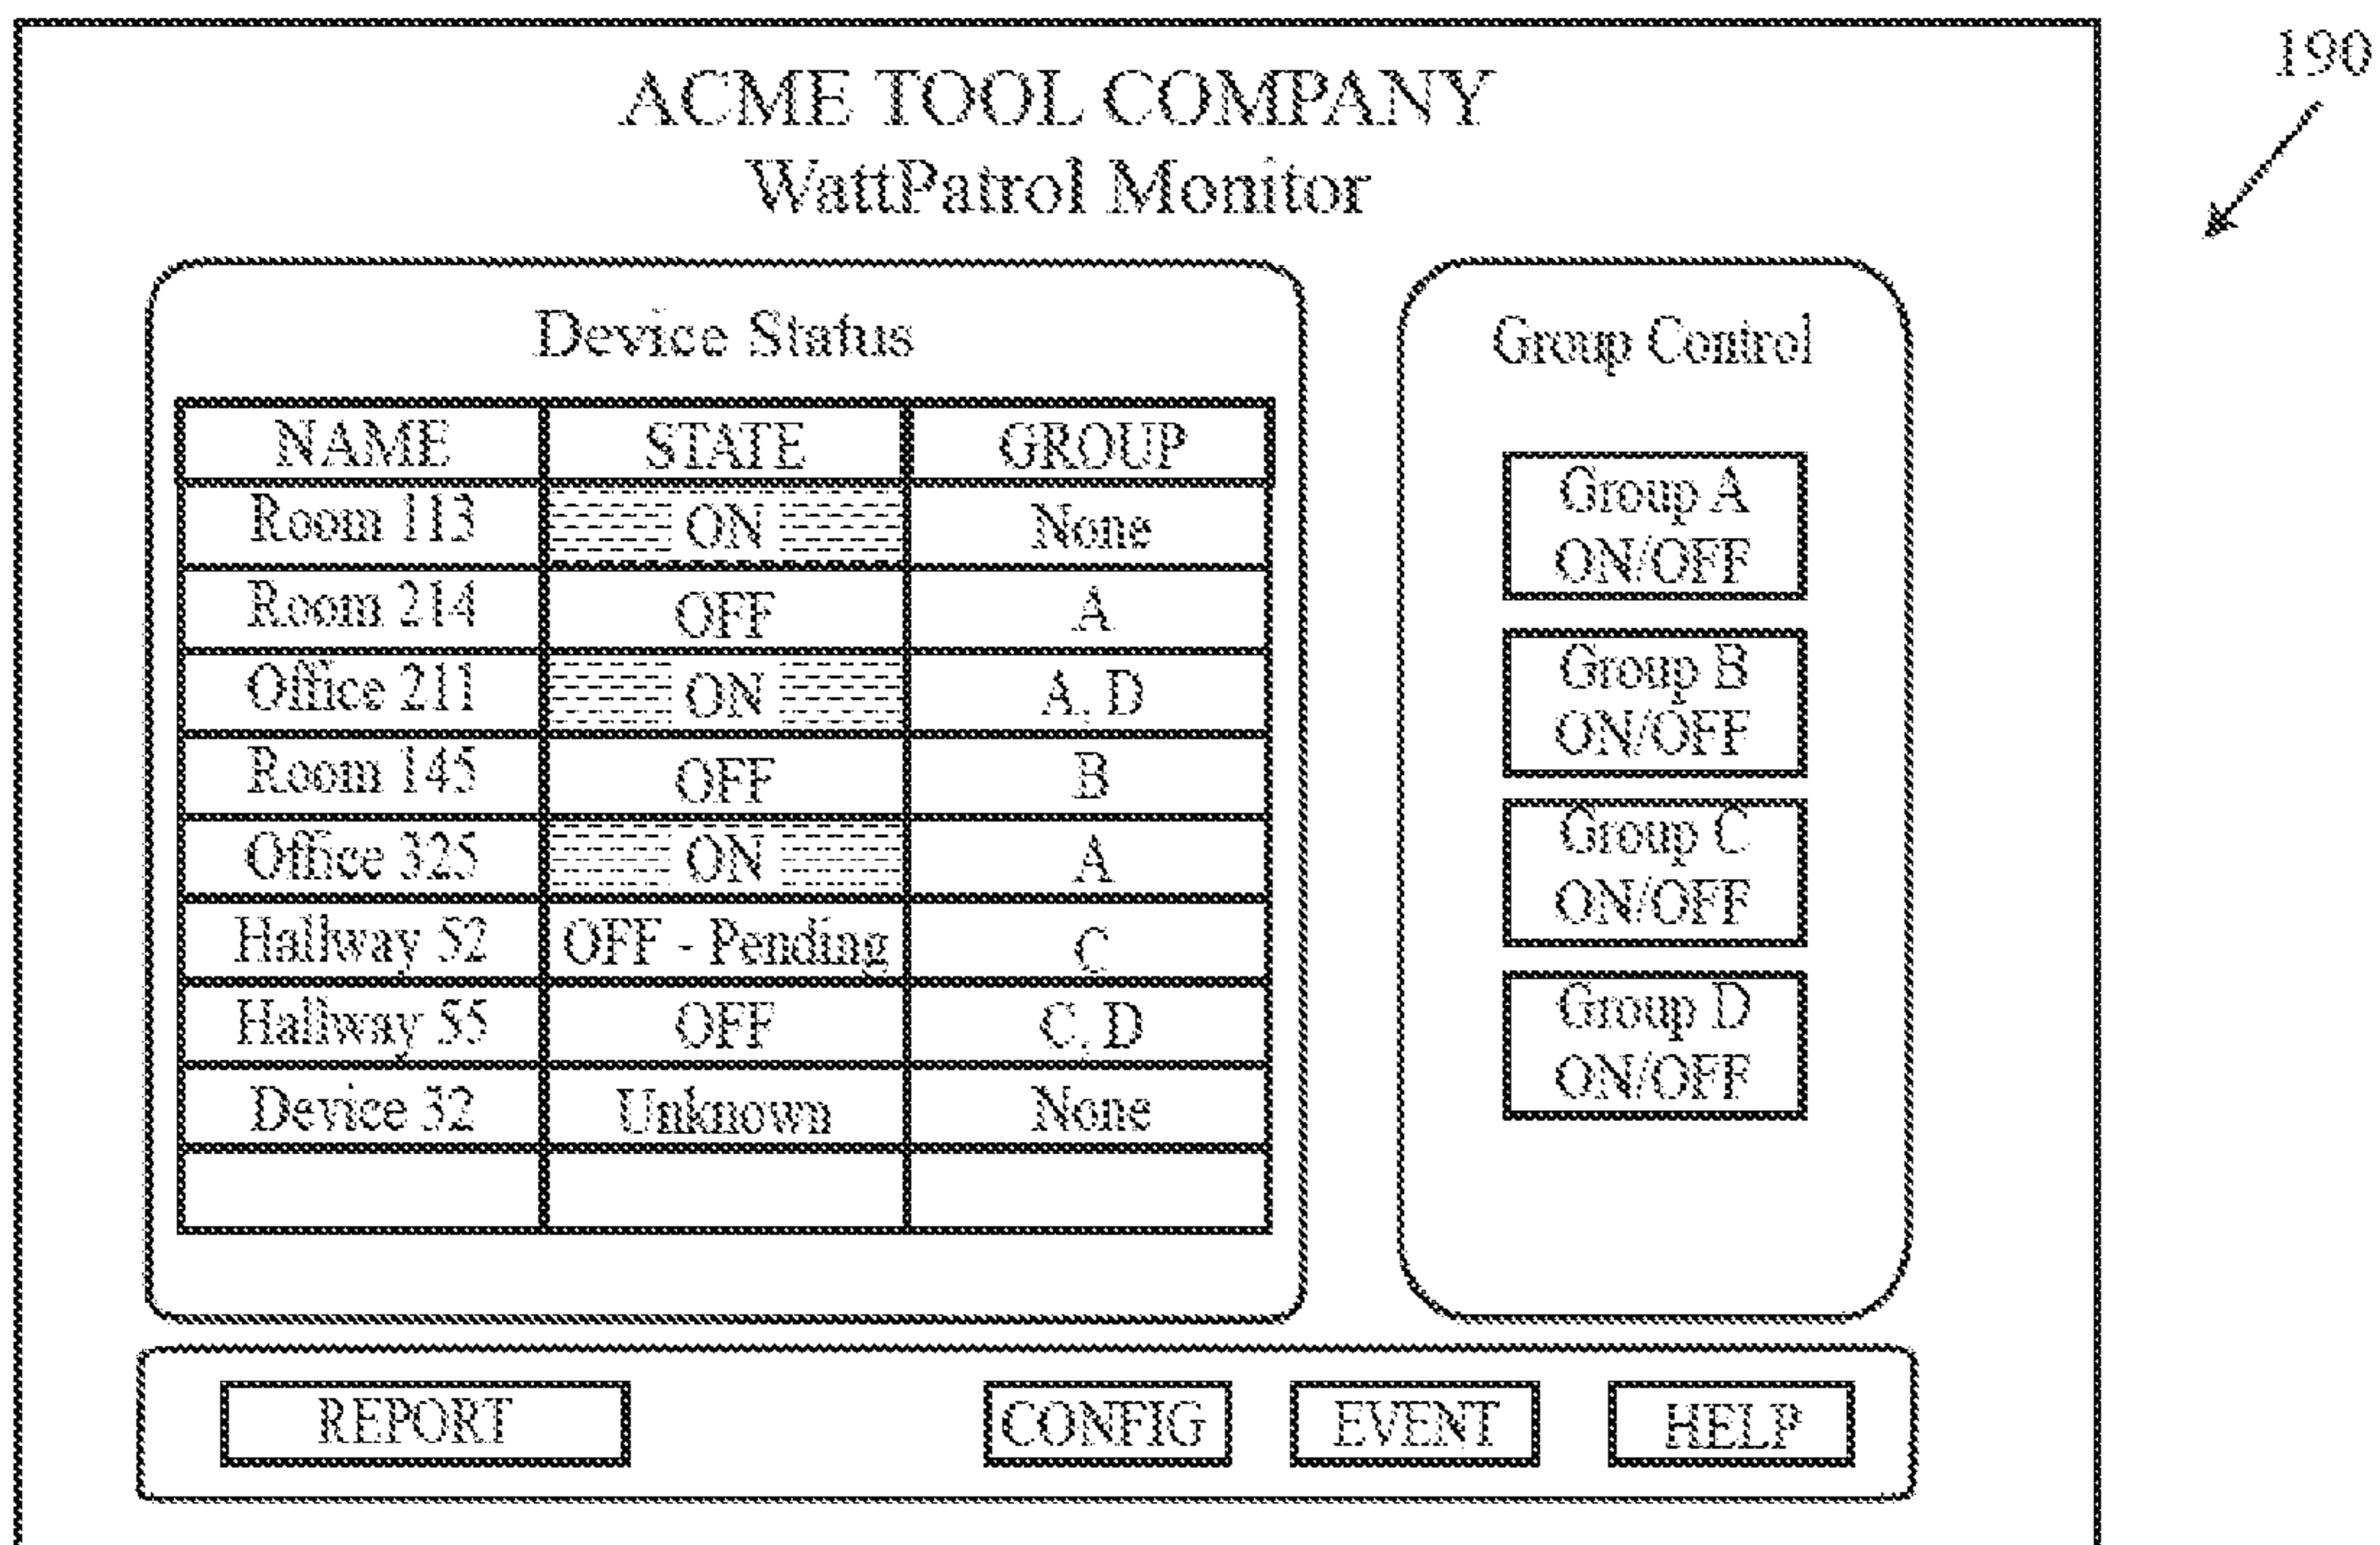 190
ACME TOOL COMPANY
WattPatrol Monitor
Device Status
NAME STATE GROUP
Room 113 ON None
Room 214 OFF A
Office 211 ON A, D
Room 145 OFF B
Office 325 ON A
Hallway 52 OFF - Pending C
Hallway 55 OFF C, D
Device 32 Unknown None
Group Control
Group A
ON/OFF
Group B
ON/OFF
Group C
ON/OFF
Group D
ON/OFF
REPORT CONFIG EVENT HELP